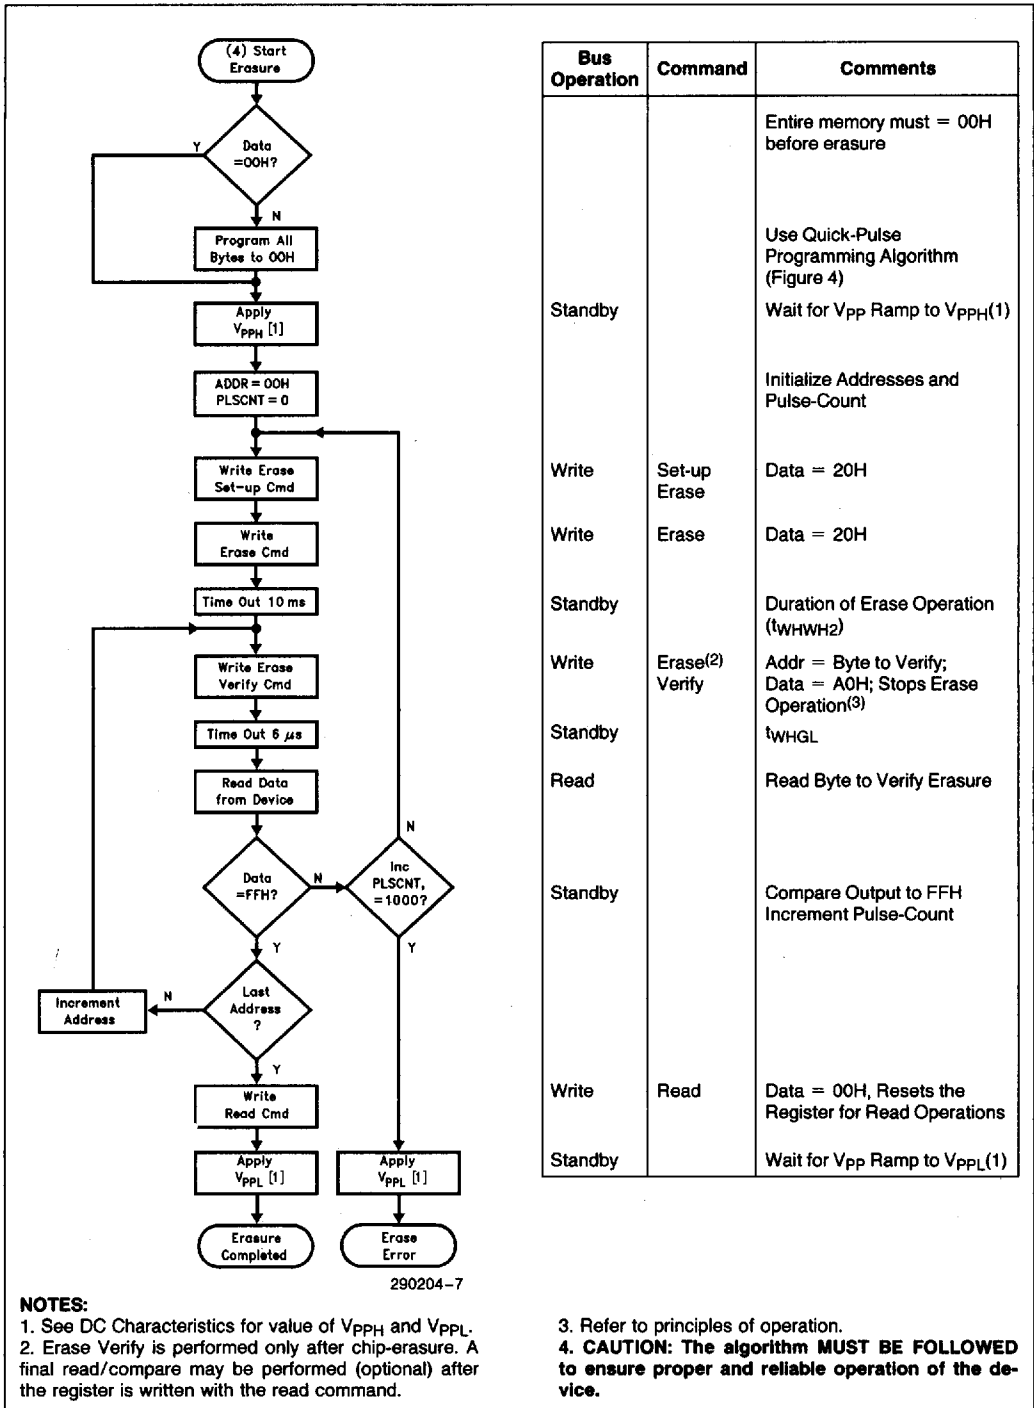 (4) Start
Erasure
Data
=00H?
Y
N
Program All
Bytes to 00H
Apply
VPPH [1]
ADDR = 00H
PLSCNT = 0
Write Erase
Set-up Cmd
Write
Erase Cmd
Time Out 10 ms
Write Erase
Verify Cmd
Time Out 6 μs
Read Data
from Device
Data
=FFH?
N
Y
Inc
PLSCNT,
=1000?
N
Y
Last
Address
?
N
Y
Increment
Address
Write
Read Cmd
Apply
VPPL [1]
Apply
VPPL [1]
Erasure
Completed
Erase
Error
290204-7
Bus
Operation
Command
Comments
Entire memory must = 00H
before erasure
Use Quick-Pulse
Programming Algorithm
(Figure 4)
Standby
Wait for VPP Ramp to VPPH(1)
Initialize Addresses and
Pulse-Count
Write
Set-up
Erase
Data = 20H
Write
Erase
Data = 20H
Standby
Duration of Erase Operation
(tWHWH2)
Write
Erase(2)
Verify
Addr = Byte to Verify;
Data = A0H; Stops Erase
Operation(3)
Standby
tWHGL
Read
Read Byte to Verify Erasure
Standby
Compare Output to FFH
Increment Pulse-Count
Write
Read
Data = 00H, Resets the
Register for Read Operations
Standby
Wait for VPP Ramp to VPPL(1)
NOTES:
1. See DC Characteristics for value of VPPH and VPPL.
2. Erase Verify is performed only after chip-erasure. A
final read/compare may be performed (optional) after
the register is written with the read command.
3. Refer to principles of operation.
4. CAUTION: The algorithm MUST BE FOLLOWED
to ensure proper and reliable operation of the de-
vice.